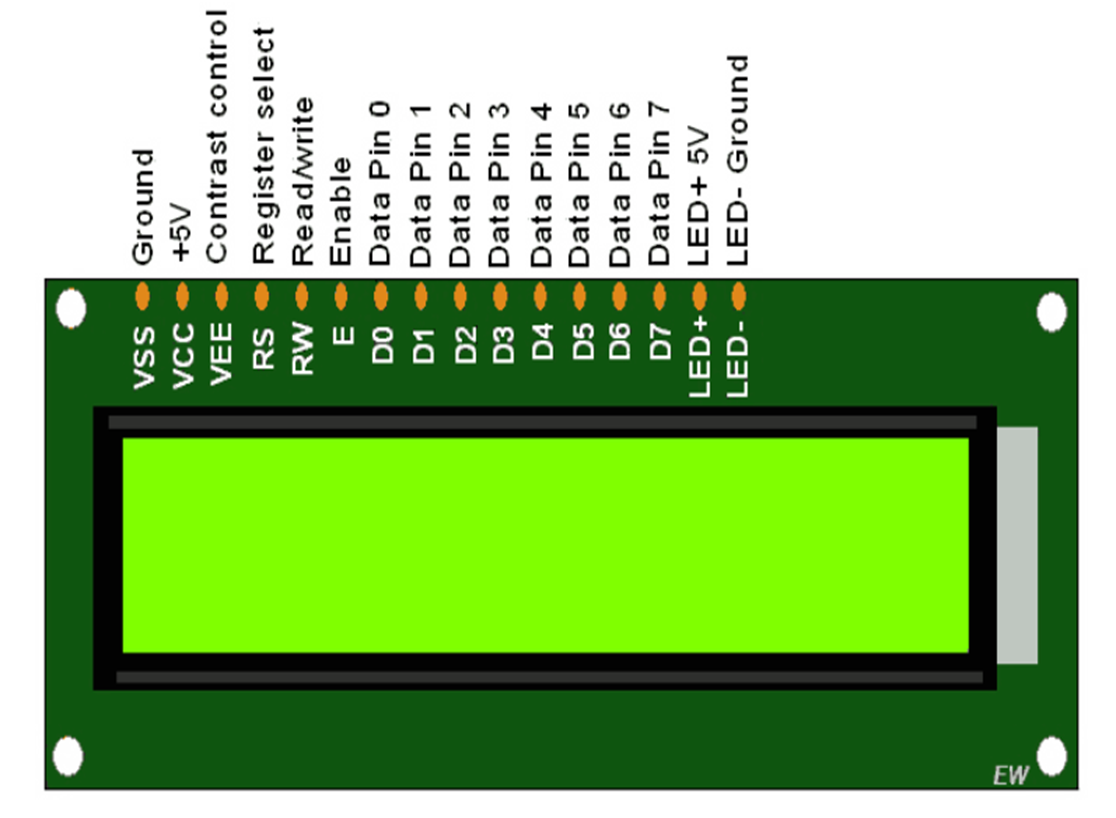 Ground
+5V
Contrast control
Register select
Read/write
Enable
Data Pin 0
Data Pin 1
Data Pin 2
Data Pin 3
Data Pin 4
Data Pin 5
Data Pin 6
Data Pin 7
LED+ 5V
LED- Ground
VSS
VCC
VEE
RS
RW
E
D0
D1
D2
D3
D4
D5
D6
D7
LED+
LED-
EW